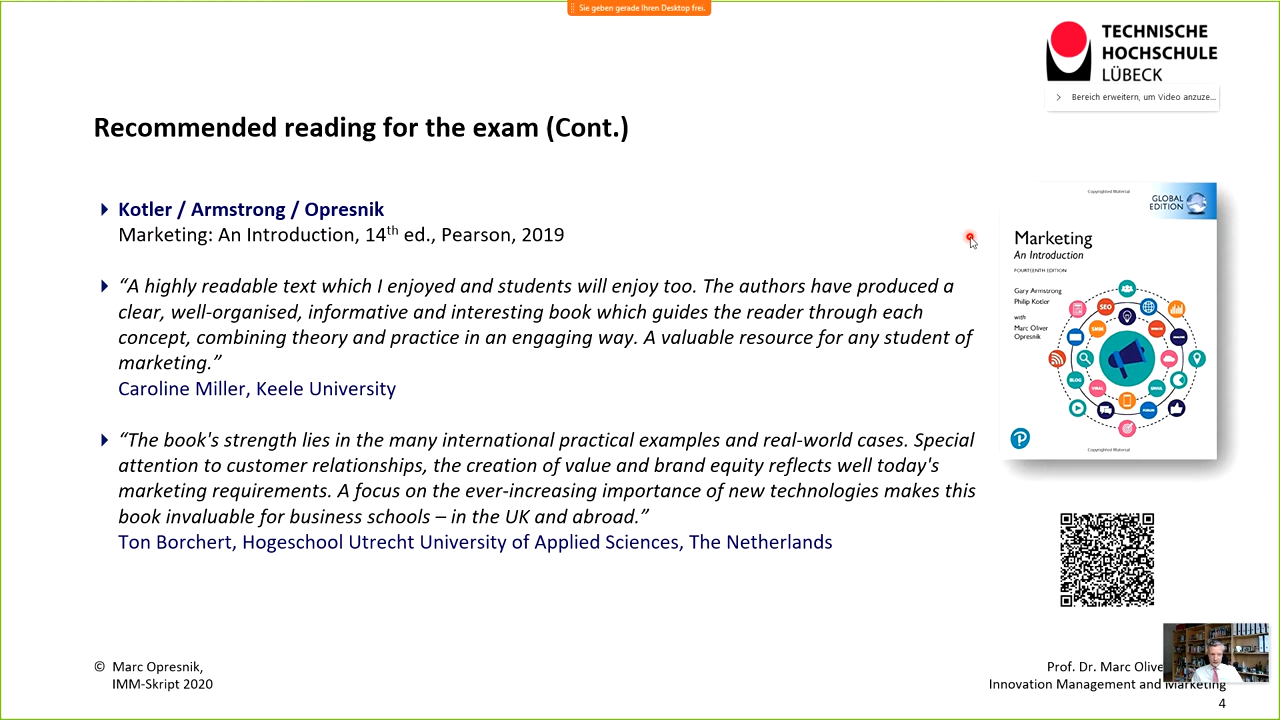 Sie geben gerade Ihren Desktop frei.
TECHNISCHE
HOCHSCHULE
LÜBECK
Bereich erweitern, um Video anzuze...
Recommended reading for the exam (Cont.)
Kotler / Armstrong / Opresnik
Marketing: An Introduction, 14th ed., Pearson, 2019
“A highly readable text which I enjoyed and students will enjoy too. The authors have produced a
clear, well-organised, informative and interesting book which guides the reader through each
concept, combining theory and practice in an engaging way. A valuable resource for any student of
marketing.”
Caroline Miller, Keele University
“The book's strength lies in the many international practical examples and real-world cases. Special
attention to customer relationships, the creation of value and brand equity reflects well today's
marketing requirements. A focus on the ever-increasing importance of new technologies makes this
book invaluable for business schools – in the UK and abroad.”
Ton Borchert, Hogeschool Utrecht University of Applied Sciences, The Netherlands
Copyrighted Material
GLOBAL
EDITION
Marketing
An Introduction
FOURTEENTH EDITION
Gary Armstrong
Philip Kotler
with
Marc Oliver
Opresnik
SEO
BLOG
VIRAL
EMAIL
FORUM
Copyrighted Material
© Marc Opresnik,
IMM-Skript 2020
Prof. Dr. Marc Olive
Innovation Management and Marketing
4